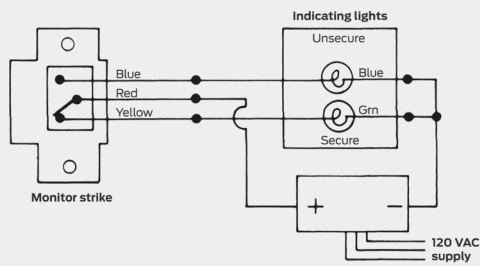 Indicating lights
Unsecure
Blue
Blue
Red
Grn
Yellow
Secure
Monitor strike
+ −
120 VAC
supply